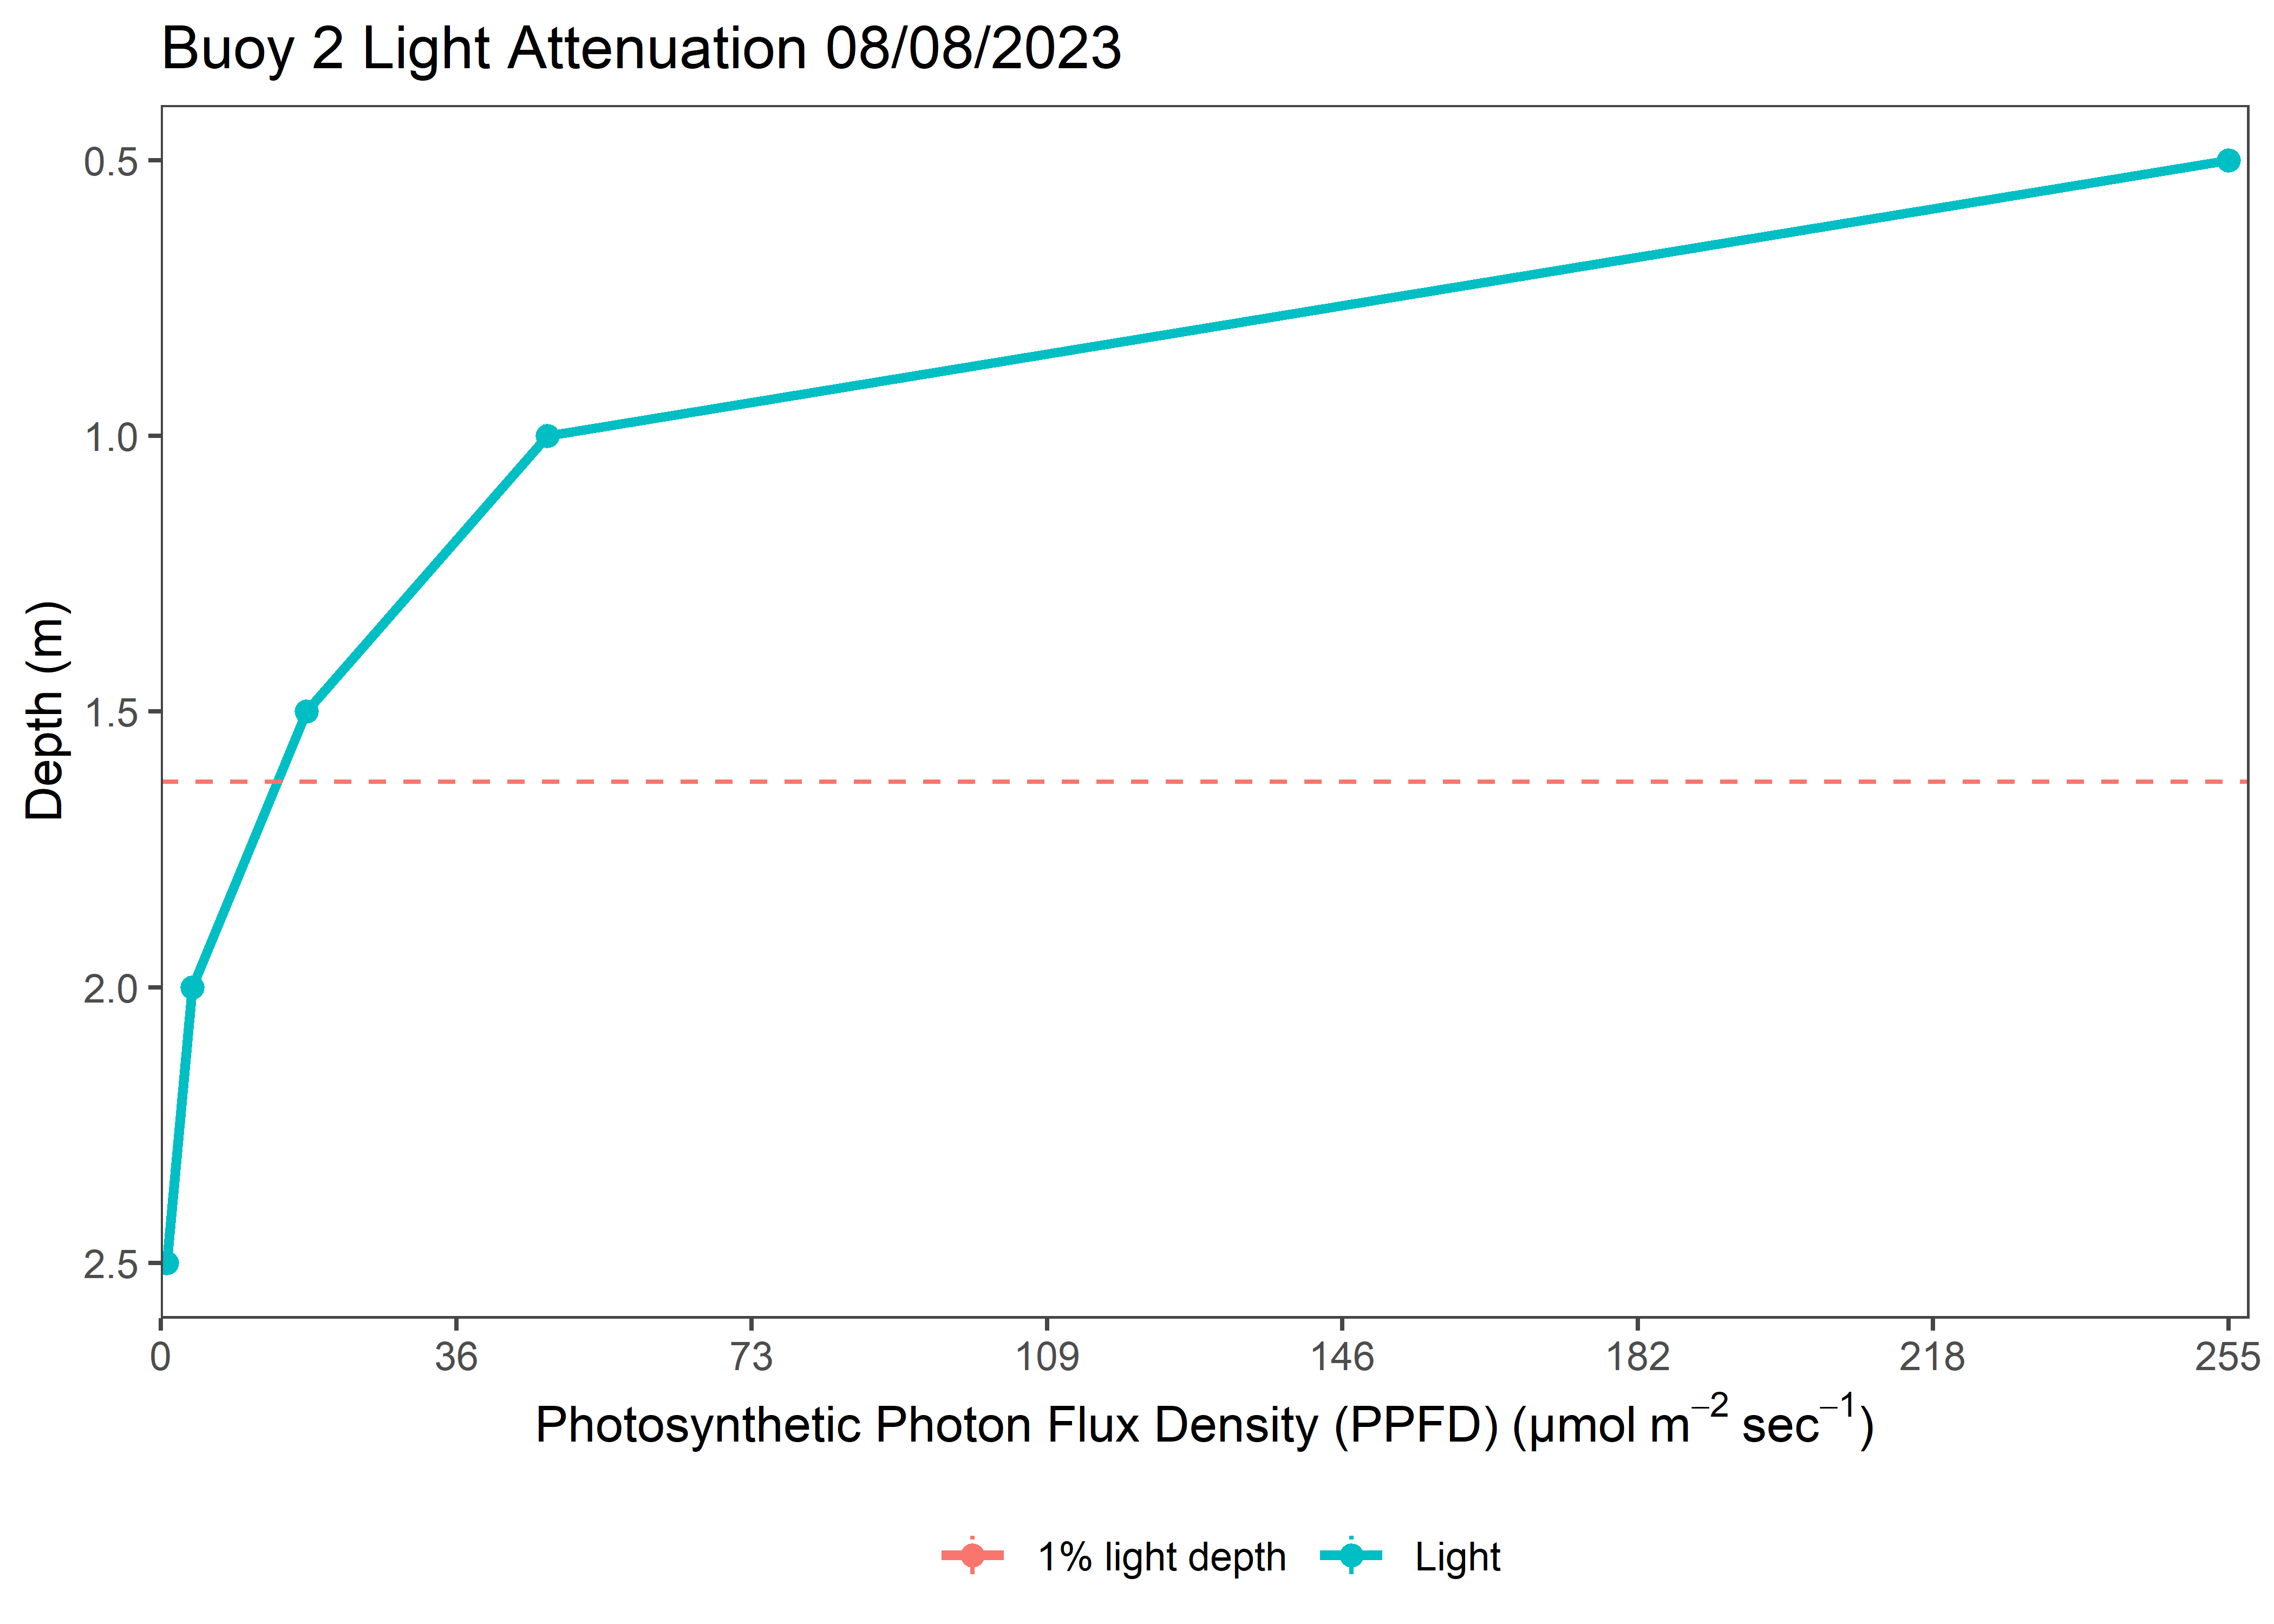 Buoy 2 Light Attenuation 08/08/2023
0.5
1.0
1.5
2.0
2.5
Depth (m)
0 36 73 109 146 182 218 255
Photosynthetic Photon Flux Density (PPFD) (μmol m⁻² sec⁻¹)
1% light depth Light